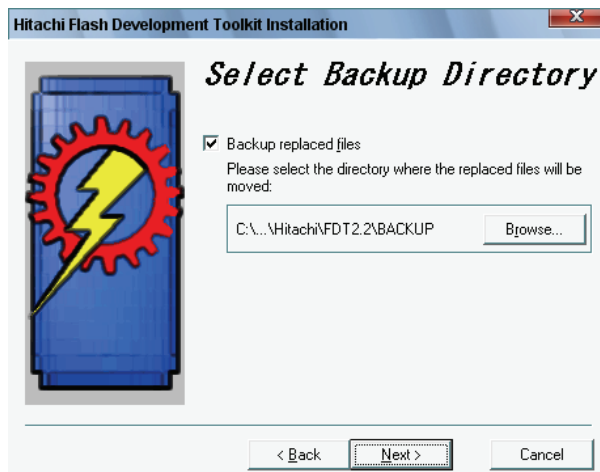 Hitachi Flash Development Toolkit Installation
Select Backup Directory
Backup replaced files
Please select the directory where the replaced files will be
moved:
C:\...\Hitachi\FDT2.2\BACKUP
Browse...
< Back
Next >
Cancel